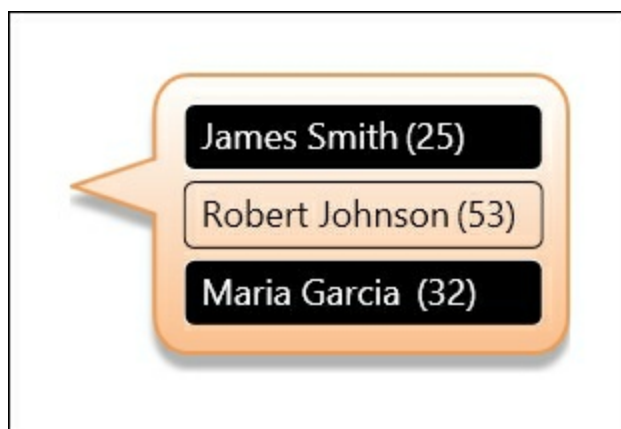 James Smith (25)
Robert Johnson (53)
Maria Garcia (32)